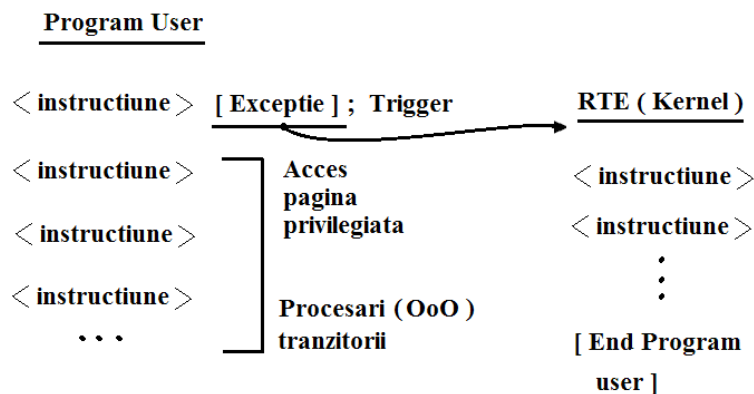 Program User
< instructiune > [ Exceptie ] ; Trigger
RTE ( Kernel )
< instructiune >
Acces
pagina
privilegiata
< instructiune >
< instructiune >
< instructiune >
< instructiune >
...
Procesari ( OoO )
tranzitorii
...
[ End Program
user ]